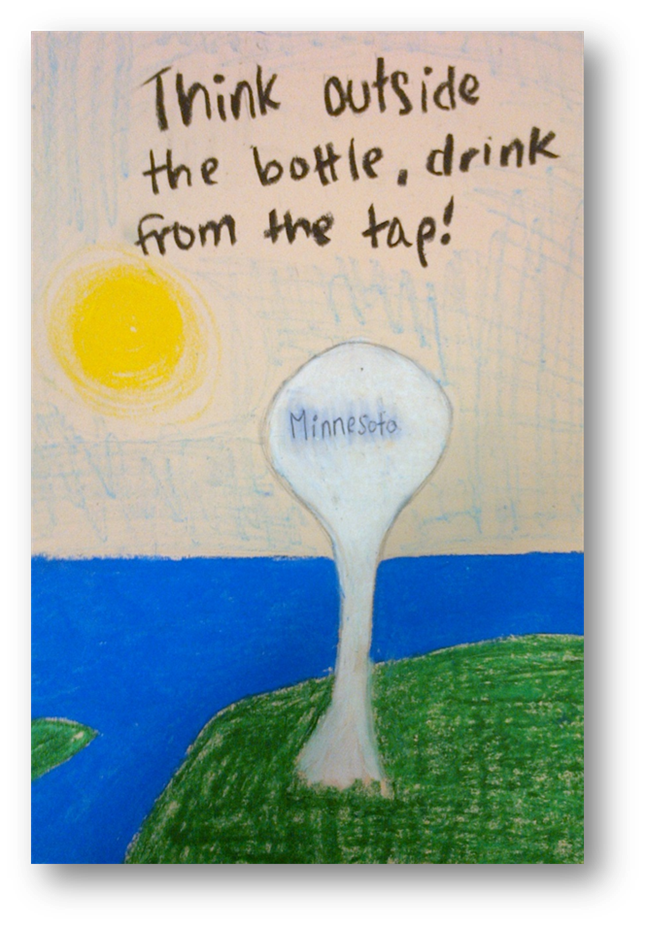 Think outside
the bottle, drink
from the tap!
Minnesota